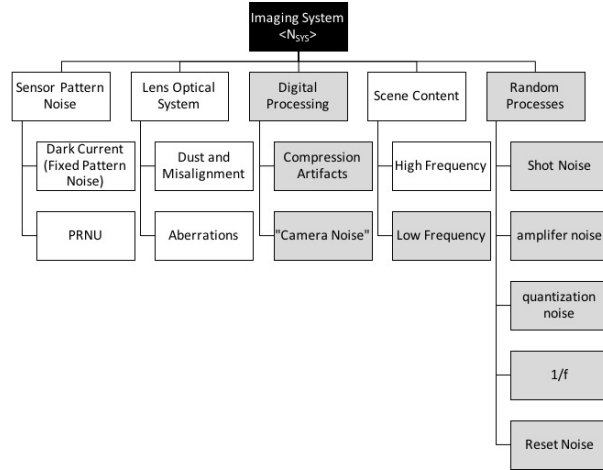 Imaging System
<N_SYS>
Sensor Pattern
Noise
Lens Optical
System
Digital
Processing
Scene Content
Random
Processes
Dark Current
(Fixed Pattern
Noise)
PRNU
Dust and
Misalignment
Aberrations
Compression
Artifacts
"Camera Noise"
High Frequency
Low Frequency
Shot Noise
amplifer noise
quantization
noise
1/f
Reset Noise